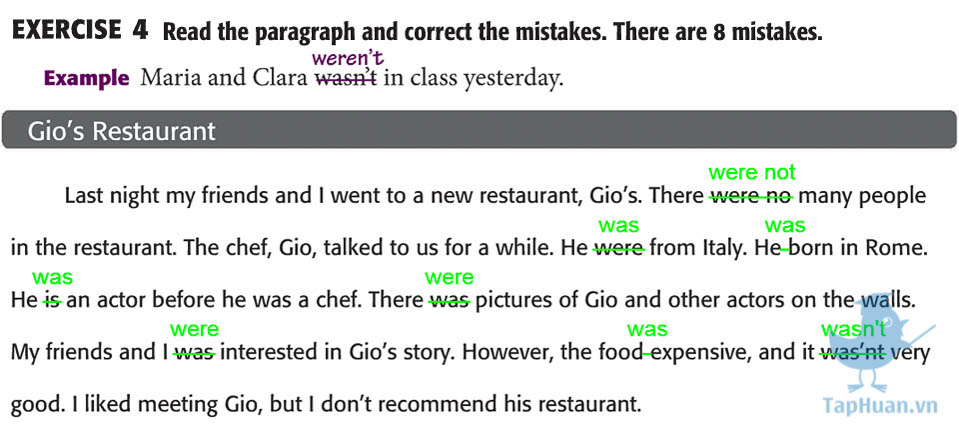 EXERCISE 4 Read the paragraph and correct the mistakes. There are 8 mistakes.
weren't
Example Maria and Clara wasn't in class yesterday.
Gio's Restaurant
were not
Last night my friends and I went to a new restaurant, Gio's. There were no many people
was was
in the restaurant. The chef, Gio, talked to us for a while. He were from Italy. He born in Rome.
was were
He is an actor before he was a chef. There was pictures of Gio and other actors on the walls.
were was wasn't
My friends and I was interested in Gio's story. However, the food expensive, and it was'nt very
good. I liked meeting Gio, but I don't recommend his restaurant.
TapHuan.vn